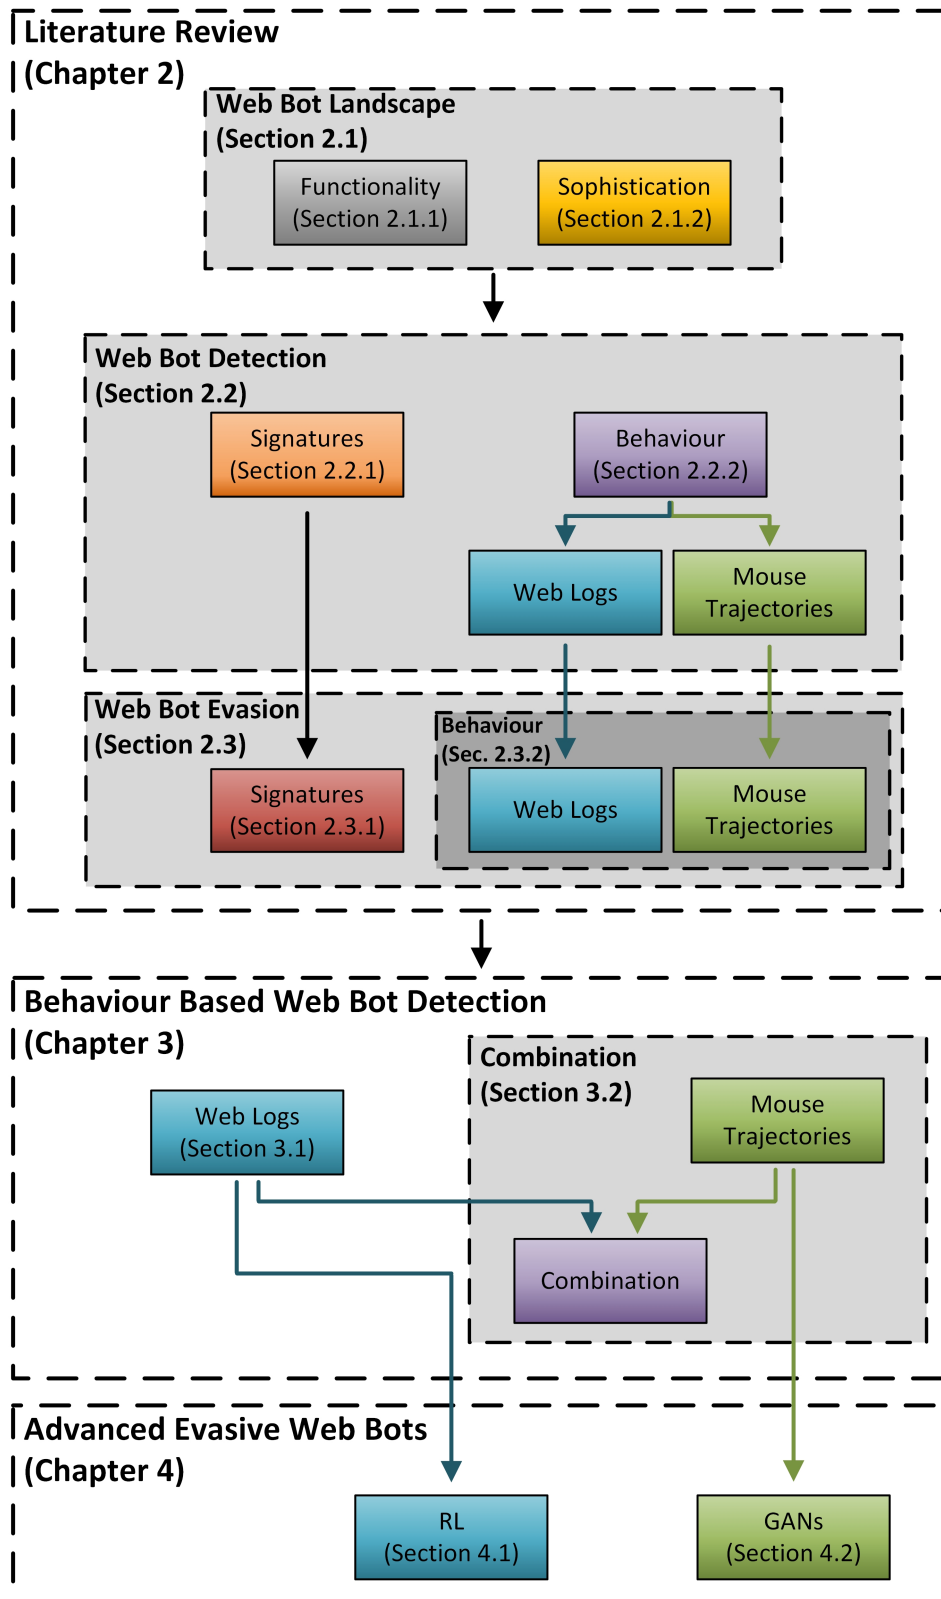 Literature Review
(Chapter 2)
Web Bot Landscape
(Section 2.1)
Functionality
(Section 2.1.1)
Sophistication
(Section 2.1.2)
Web Bot Detection
(Section 2.2)
Signatures
(Section 2.2.1)
Behaviour
(Section 2.2.2)
Web Logs
Mouse
Trajectories
Web Bot Evasion
(Section 2.3)
Signatures
(Section 2.3.1)
Behaviour
(Sec. 2.3.2)
Web Logs
Mouse
Trajectories
Behaviour Based Web Bot Detection
(Chapter 3)
Web Logs
(Section 3.1)
Combination
(Section 3.2)
Mouse
Trajectories
Combination
Advanced Evasive Web Bots
(Chapter 4)
RL
(Section 4.1)
GANs
(Section 4.2)